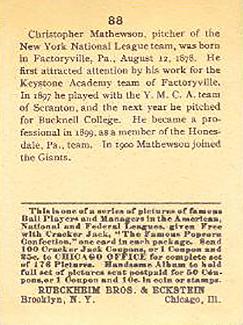 88
Christopher Mathewson, pitcher of the
New York National League team, was born
in Factoryville, Pa., August 12, 1878. He
first attracted attention by his work for the
Keystone Academy team of Factoryville.
In 1897 he played with the Y. M. C. A. team
of Scranton, and the next year he pitched
for Bucknell College. He became a pro-
fessional in 1899, as a member of the Hones-
dale, Pa., team. In 1900 Mathewson joined
the Giants.
This is one of a series of pictures of famous
Ball Players and Managers in the American,
National and Federal Leagues, given Free
with Cracker Jack, "The Famous Popcorn
Confection," one card in each package. Send
100 Cracker Jack Coupons, or 1 Coupon and
25c. to CHICAGO OFFICE for complete set
of 176 Pictures. Handsome Album to hold
full set of pictures sent postpaid for 50 Cou-
pons, or 1 Coupon and 10c. in coin or stamps.
RUECKHEIM BROS. & ECKSTEIN
Brooklyn, N. Y. Chicago, Ill.